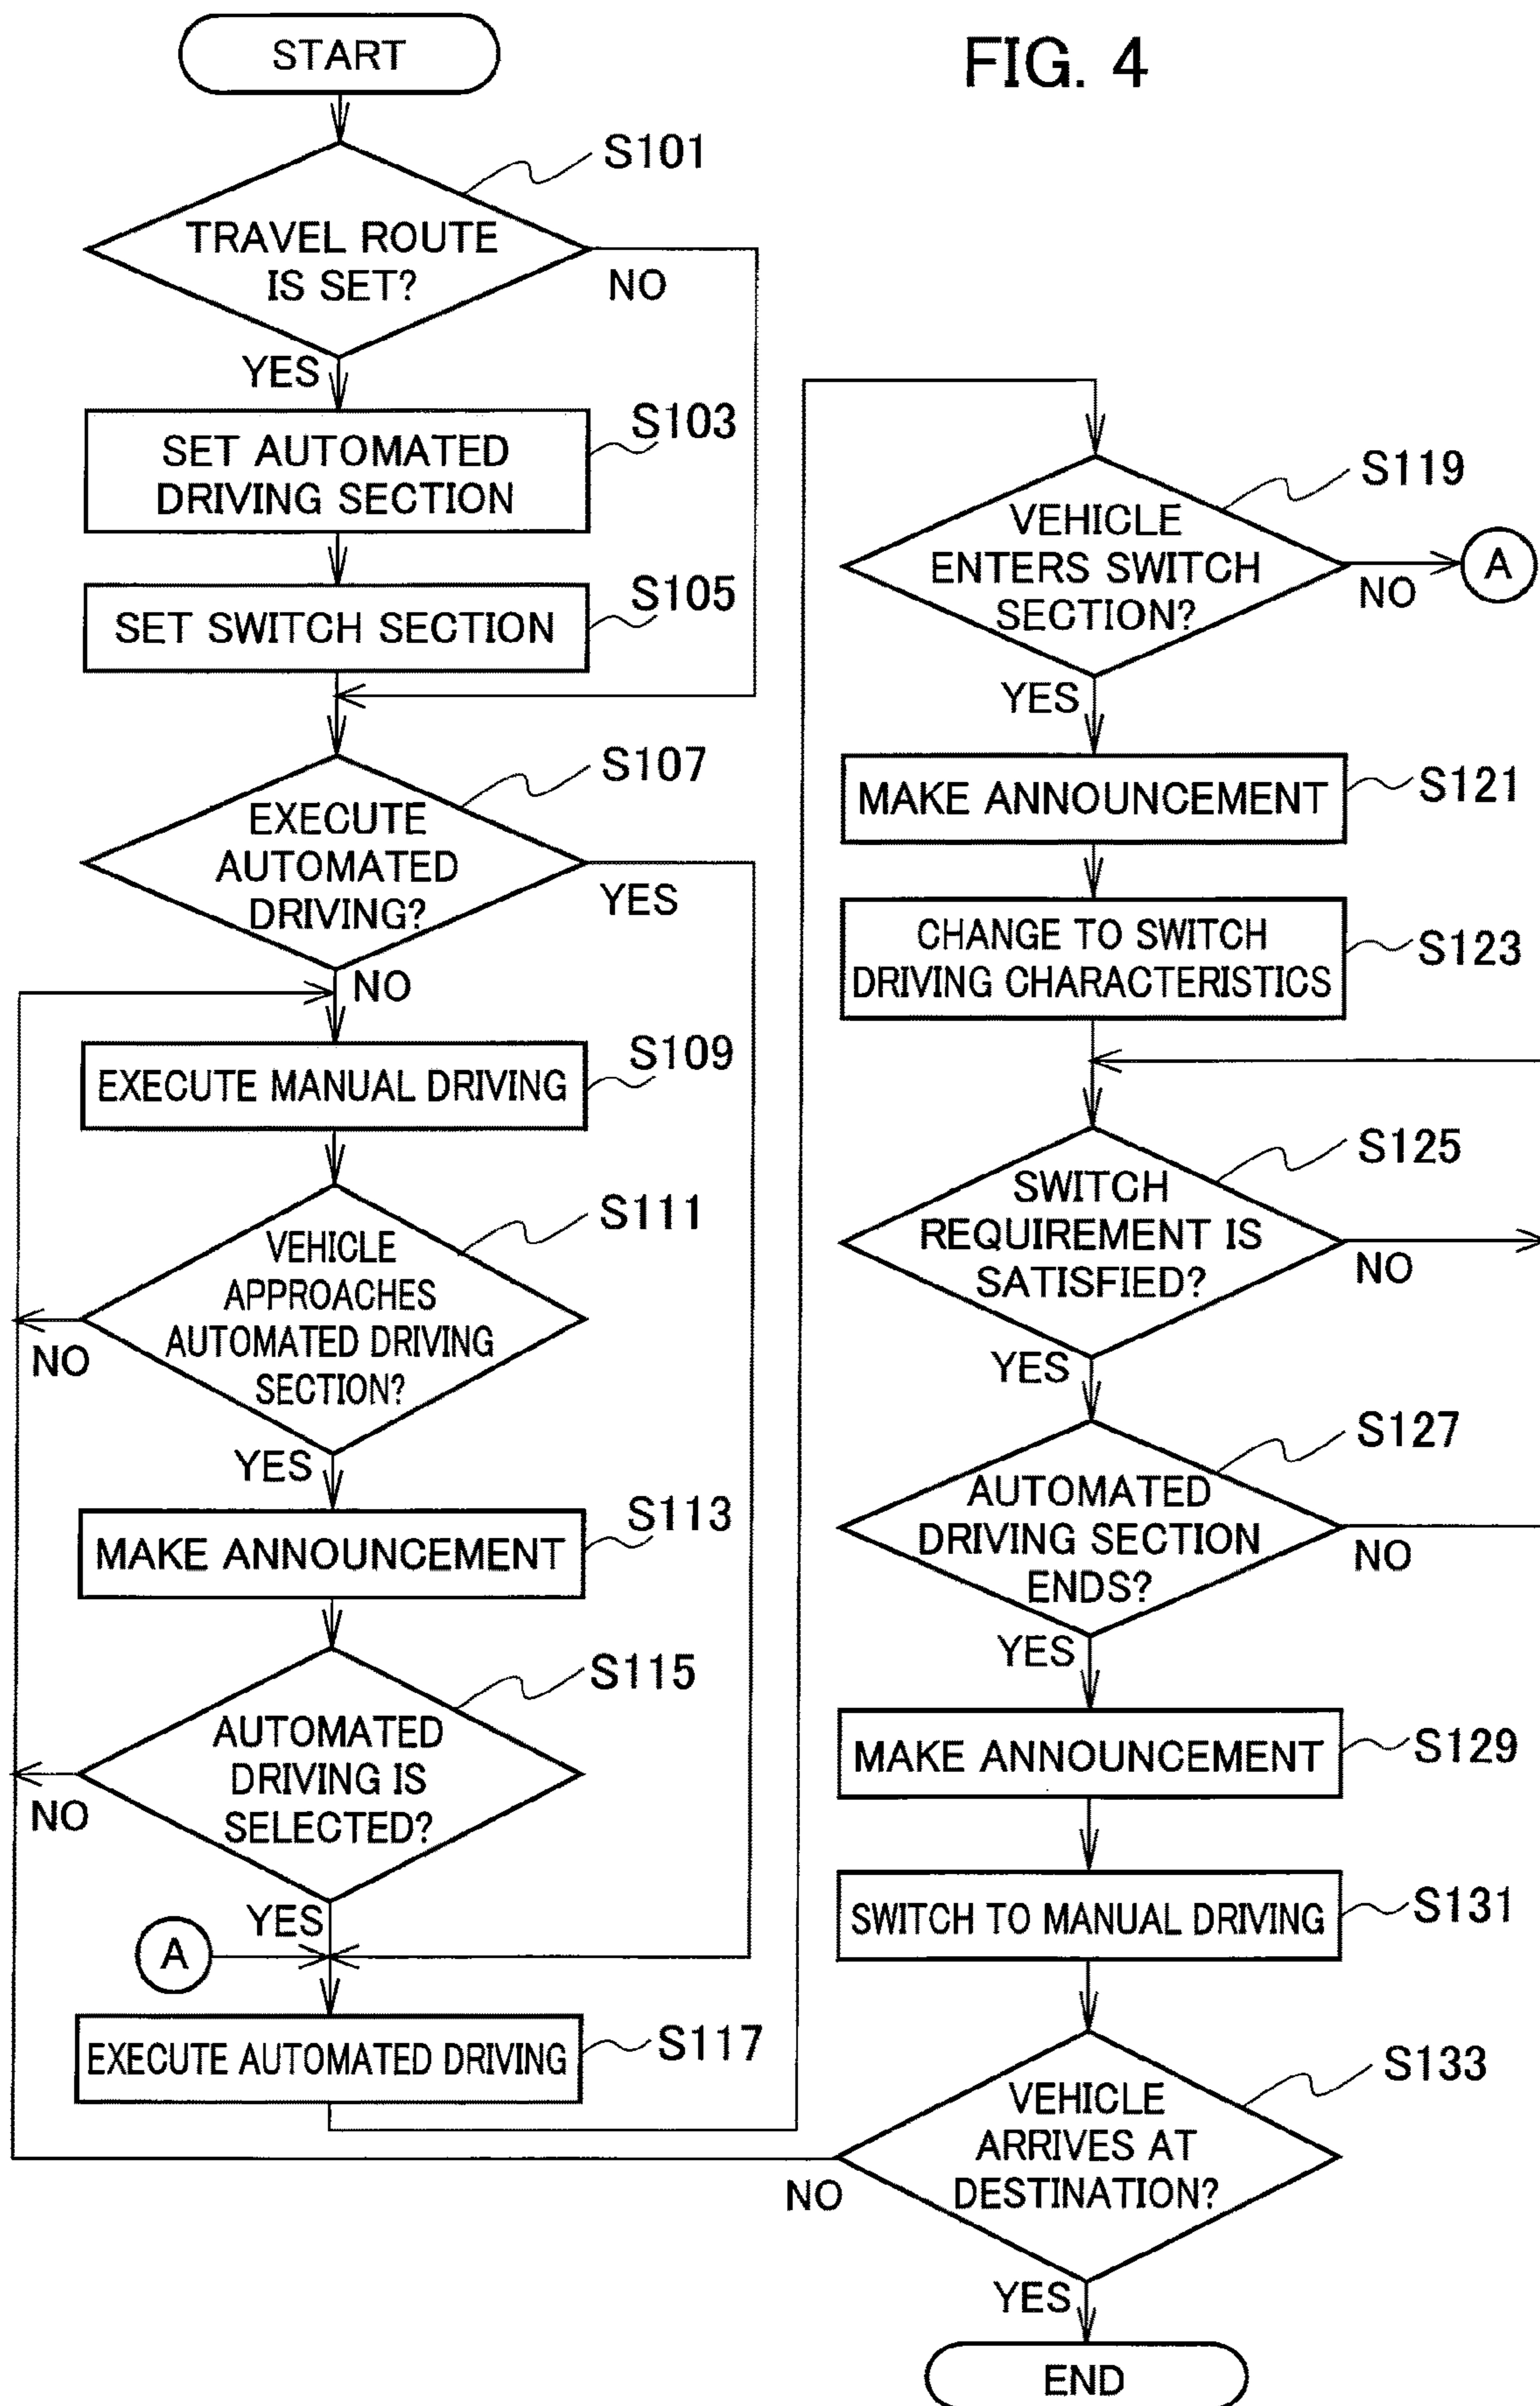 FIG. 4
START
S101
TRAVEL ROUTE
IS SET?
NO
YES
S103
SET AUTOMATED
DRIVING SECTION
S105
SET SWITCH SECTION
S107
EXECUTE
AUTOMATED
DRIVING?
YES
NO
S109
EXECUTE MANUAL DRIVING
S111
VEHICLE
APPROACHES
AUTOMATED DRIVING
SECTION?
NO
YES
S113
MAKE ANNOUNCEMENT
S115
AUTOMATED
DRIVING IS
SELECTED?
NO
YES
A
S117
EXECUTE AUTOMATED DRIVING
S119
VEHICLE
ENTERS SWITCH
SECTION?
NO
A
YES
S121
MAKE ANNOUNCEMENT
S123
CHANGE TO SWITCH
DRIVING CHARACTERISTICS
S125
SWITCH
REQUIREMENT IS
SATISFIED?
NO
YES
S127
AUTOMATED
DRIVING SECTION
ENDS?
NO
YES
S129
MAKE ANNOUNCEMENT
S131
SWITCH TO MANUAL DRIVING
S133
VEHICLE
ARRIVES AT
DESTINATION?
NO
YES
END